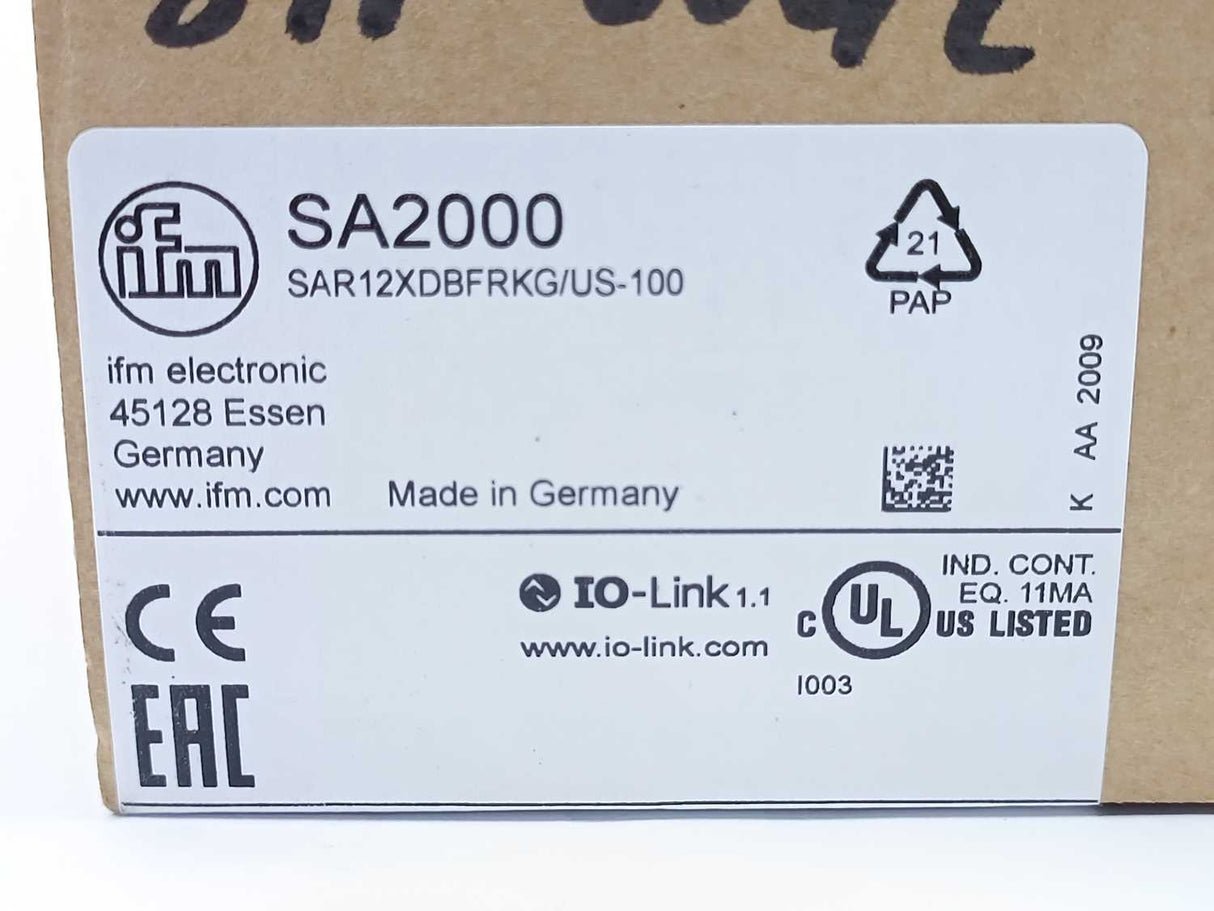 ifm
SA2000
SAR12XDBFRKG/US-100
21
PAP
ifm electronic
45128 Essen
Germany
www.ifm.com
Made in Germany
K AA 2009
CE
EAC
IO-Link 1.1
www.io-link.com
C UL US LISTED
IND. CONT.
EQ. 11MA
I003